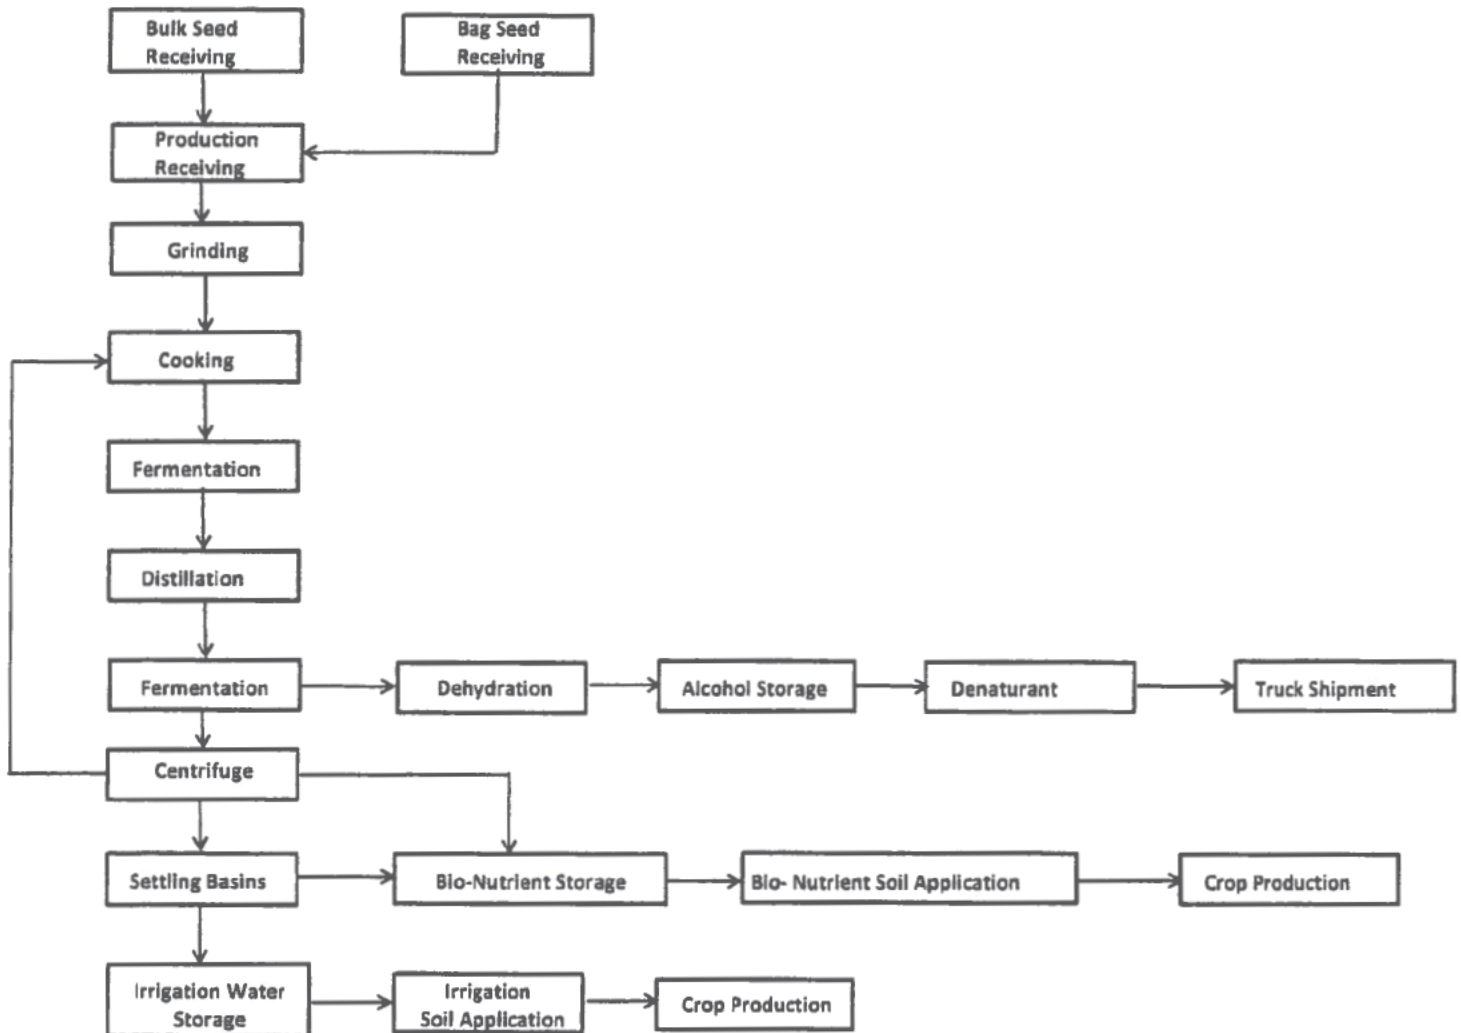 Bulk Seed
Receiving
Bag Seed
Receiving
Production
Receiving
Grinding
Cooking
Fermentation
Distillation
Fermentation
Dehydration
Alcohol Storage
Denaturant
Truck Shipment
Centrifuge
Settling Basins
Bio-Nutrient Storage
Bio- Nutrient Soil Application
Crop Production
Irrigation Water
Storage
Irrigation
Soil Application
Crop Production